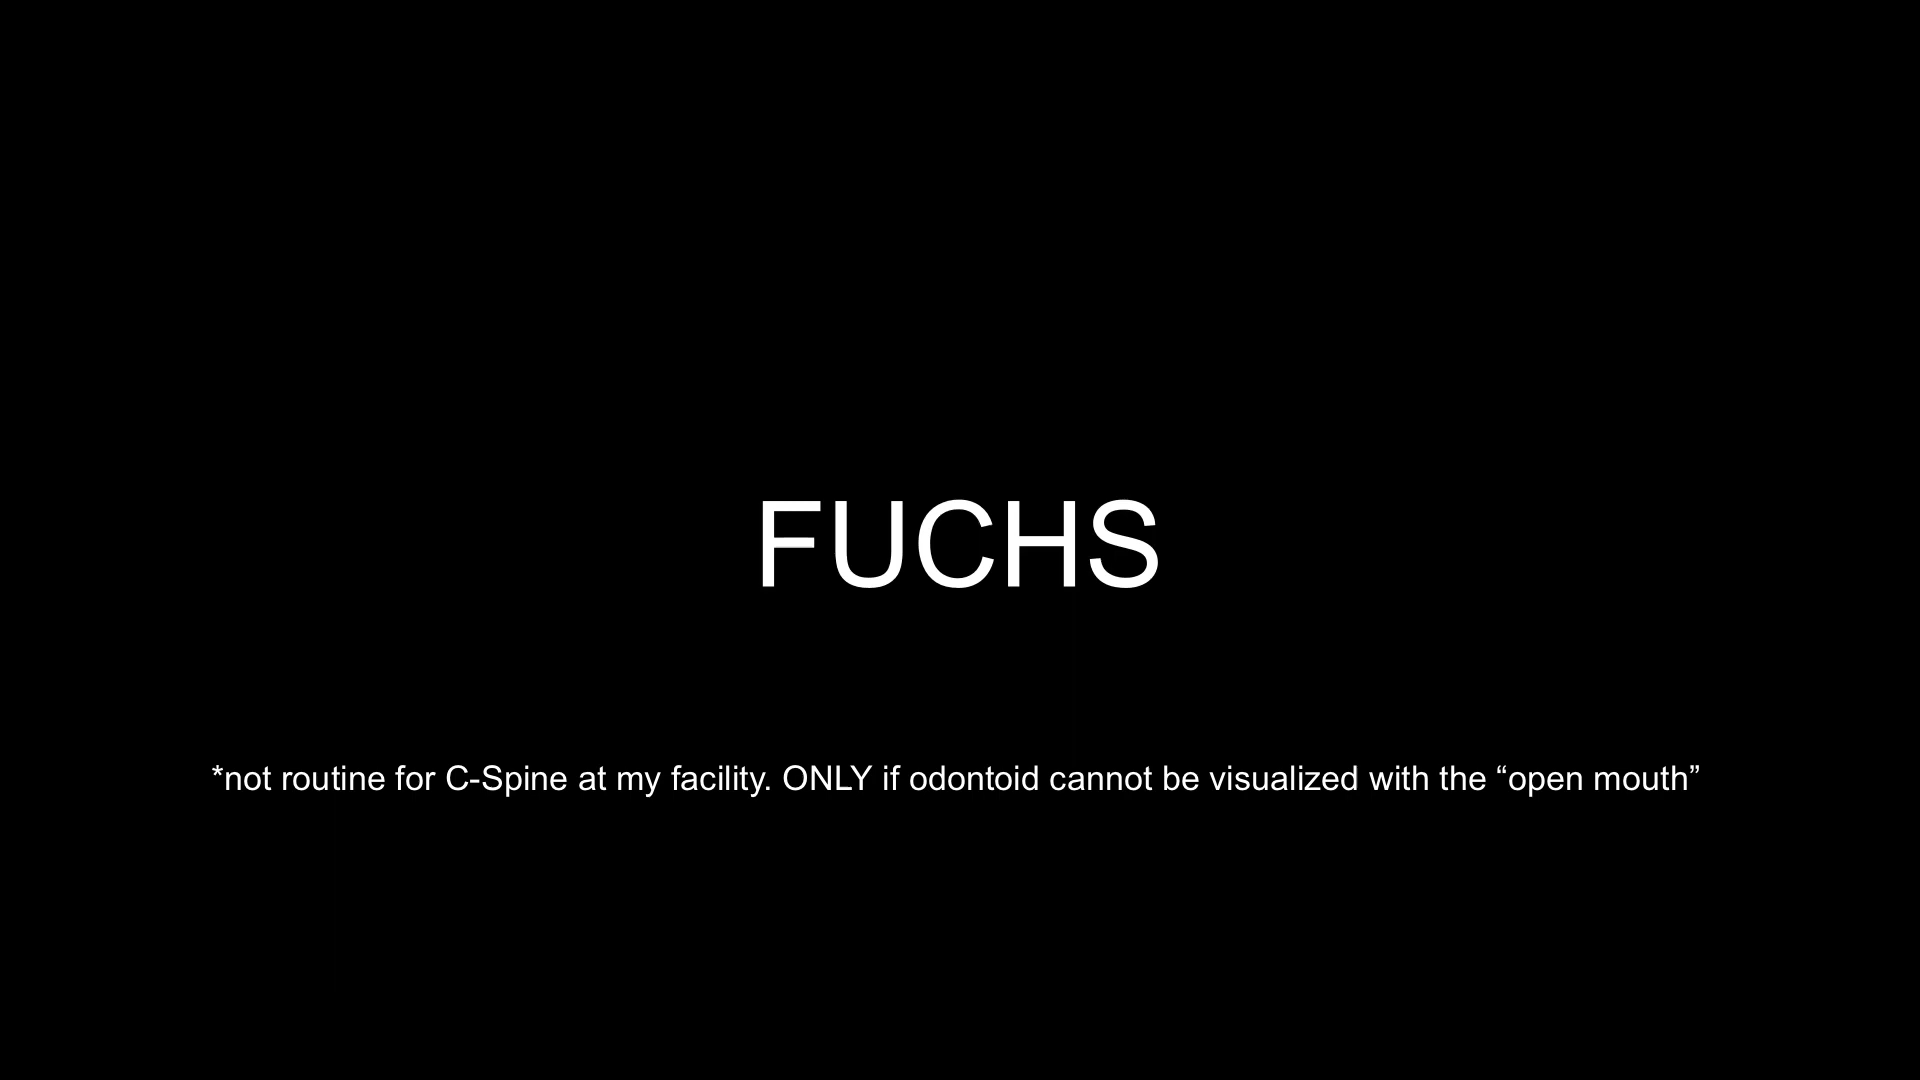 FUCHS
*not routine for C-Spine at my facility. ONLY if odontoid cannot be visualized with the “open mouth”